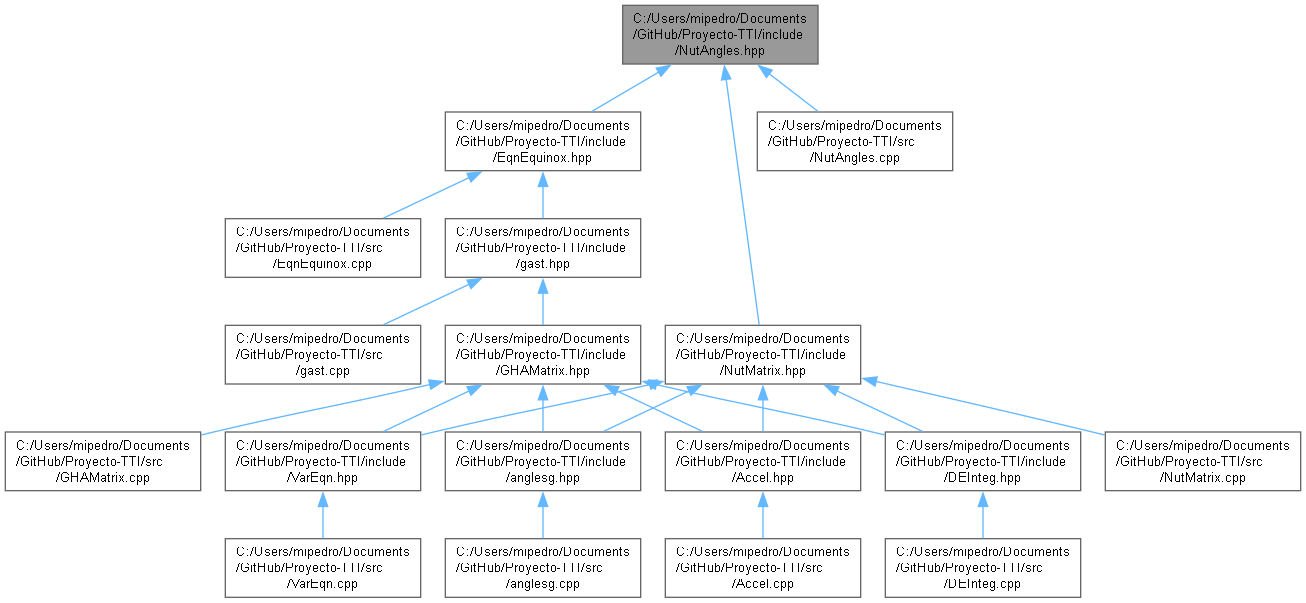 C:/Users/mipedro/Documents
/GitHub/Proyecto-TTI/include
/NutAngles.hpp
C:/Users/mipedro/Documents
/GitHub/Proyecto-TTI/include
/EqnEquinox.hpp
C:/Users/mipedro/Documents
/GitHub/Proyecto-TTI/src
/NutAngles.cpp
C:/Users/mipedro/Documents
/GitHub/Proyecto-TTI/src
/EqnEquinox.cpp
C:/Users/mipedro/Documents
/GitHub/Proyecto-TTI/include
/gast.hpp
C:/Users/mipedro/Documents
/GitHub/Proyecto-TTI/src
/gast.cpp
C:/Users/mipedro/Documents
/GitHub/Proyecto-TTI/include
/GHAMatrix.hpp
C:/Users/mipedro/Documents
/GitHub/Proyecto-TTI/include
/NutMatrix.hpp
C:/Users/mipedro/Documents
/GitHub/Proyecto-TTI/src
/GHAMatrix.cpp
C:/Users/mipedro/Documents
/GitHub/Proyecto-TTI/include
/VarEqn.hpp
C:/Users/mipedro/Documents
/GitHub/Proyecto-TTI/include
/anglesg.hpp
C:/Users/mipedro/Documents
/GitHub/Proyecto-TTI/include
/Accel.hpp
C:/Users/mipedro/Documents
/GitHub/Proyecto-TTI/include
/DEInteg.hpp
C:/Users/mipedro/Documents
/GitHub/Proyecto-TTI/src
/NutMatrix.cpp
C:/Users/mipedro/Documents
/GitHub/Proyecto-TTI/src
/VarEqn.cpp
C:/Users/mipedro/Documents
/GitHub/Proyecto-TTI/src
/anglesg.cpp
C:/Users/mipedro/Documents
/GitHub/Proyecto-TTI/src
/Accel.cpp
C:/Users/mipedro/Documents
/GitHub/Proyecto-TTI/src
/DEInteg.cpp